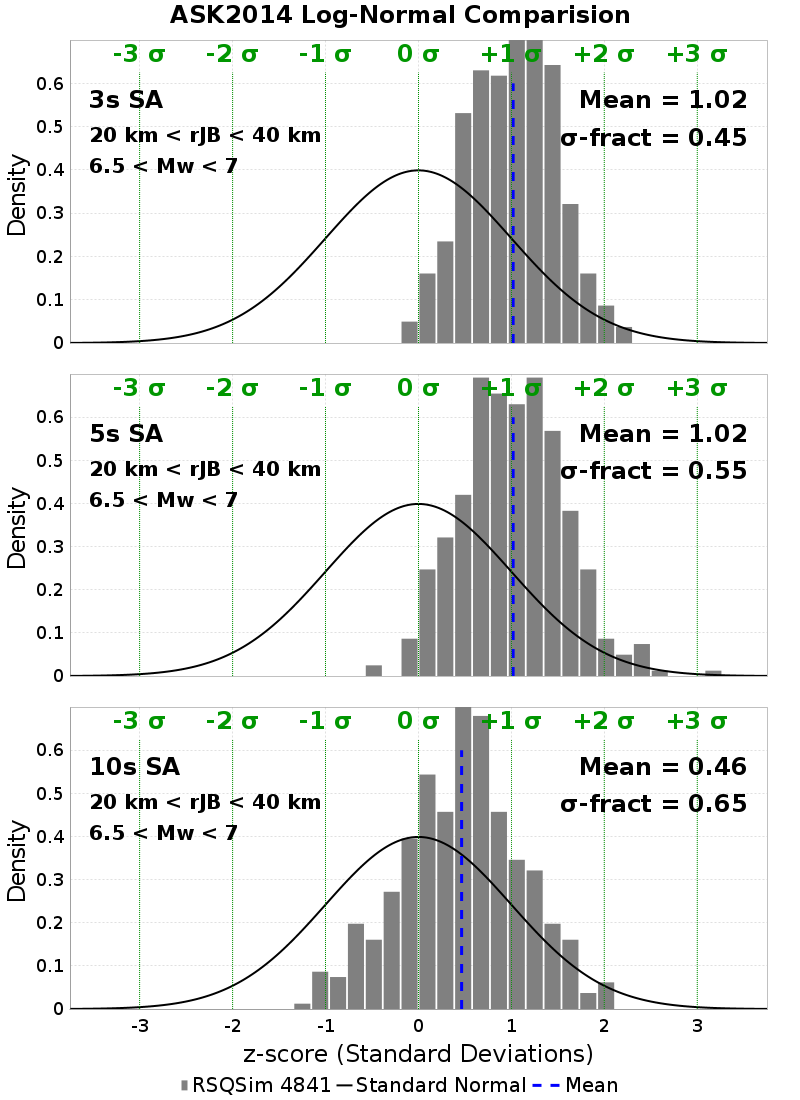 ASK2014 Log-Normal Comparision
-3 σ -2 σ -1 σ 0 σ +1 σ +2 σ +3 σ
3s SA
20 km < rJB < 40 km
6.5 < Mw < 7
Mean = 1.02
σ-fract = 0.45
Density
0.6
0.5
0.4
0.3
0.2
0.1
0
-3 σ -2 σ -1 σ 0 σ +1 σ +2 σ +3 σ
5s SA
20 km < rJB < 40 km
6.5 < Mw < 7
Mean = 1.02
σ-fract = 0.55
Density
0.6
0.5
0.4
0.3
0.2
0.1
0
-3 σ -2 σ -1 σ 0 σ +1 σ +2 σ +3 σ
10s SA
20 km < rJB < 40 km
6.5 < Mw < 7
Mean = 0.46
σ-fract = 0.65
Density
0.6
0.5
0.4
0.3
0.2
0.1
0
-3 -2 -1 0 1 2 3
z-score (Standard Deviations)
RSQSim 4841 Standard Normal Mean